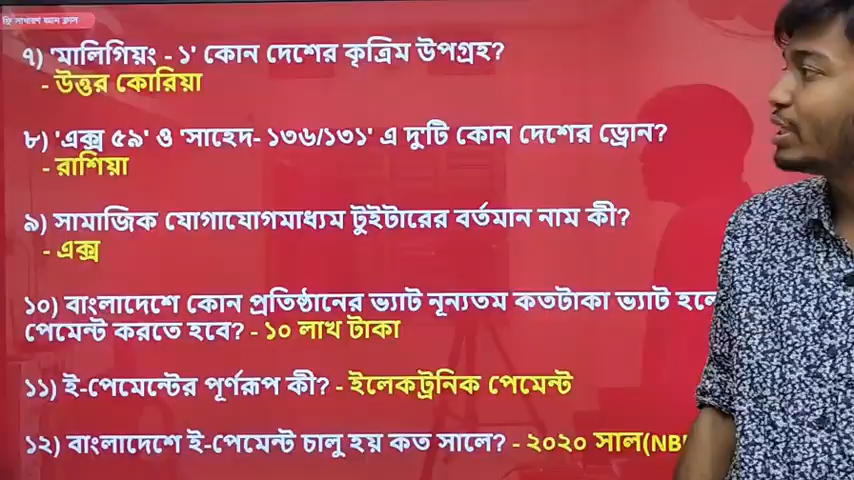 ফ্রি সাধারণ জ্ঞান ক্লাস
৭) 'মালিগিয়ং - ১' কোন দেশের কৃত্রিম উপগ্রহ?
- উত্তর কোরিয়া
৮) 'এক্স ৫৯' ও 'সাহেদ- ১৩৬/১৩১' এ দু'টি কোন দেশের ড্রোন?
- রাশিয়া
৯) সামাজিক যোগাযোগমাধ্যম টুইটারের বর্তমান নাম কী?
- এক্স
১০) বাংলাদেশে কোন প্রতিষ্ঠানের ভ্যাট নূন্যতম কতটাকা ভ্যাট হলে
পেমেন্ট করতে হবে? - ১০ লাখ টাকা
১১) ই-পেমেন্টের পূর্ণরূপ কী? - ইলেকট্রনিক পেমেন্ট
১২) বাংলাদেশে ই-পেমেন্ট চালু হয় কত সালে? - ২০২০ সাল(NB